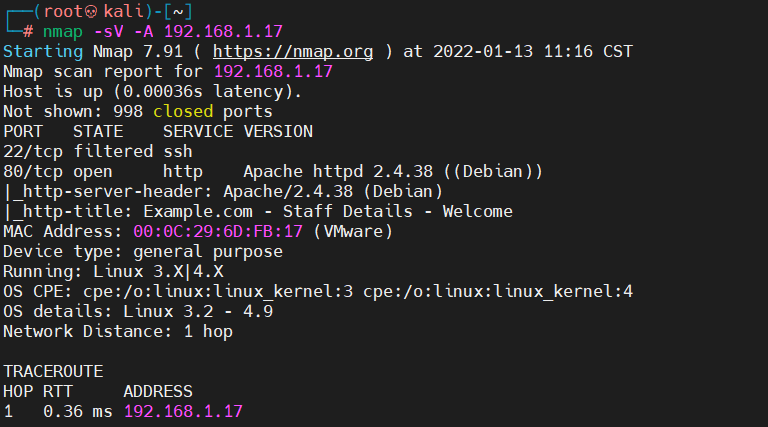 ┌──(root💀kali)-[~]
└─# nmap -sV -A 192.168.1.17
Starting Nmap 7.91 ( https://nmap.org ) at 2022-01-13 11:16 CST
Nmap scan report for 192.168.1.17
Host is up (0.00036s latency).
Not shown: 998 closed ports
PORT   STATE    SERVICE VERSION
22/tcp filtered ssh
80/tcp open     http    Apache httpd 2.4.38 ((Debian))
|_http-server-header: Apache/2.4.38 (Debian)
|_http-title: Example.com - Staff Details - Welcome
MAC Address: 00:0C:29:6D:FB:17 (VMware)
Device type: general purpose
Running: Linux 3.X|4.X
OS CPE: cpe:/o:linux:linux_kernel:3 cpe:/o:linux:linux_kernel:4
OS details: Linux 3.2 - 4.9
Network Distance: 1 hop

TRACEROUTE
HOP RTT     ADDRESS
1   0.36 ms 192.168.1.17